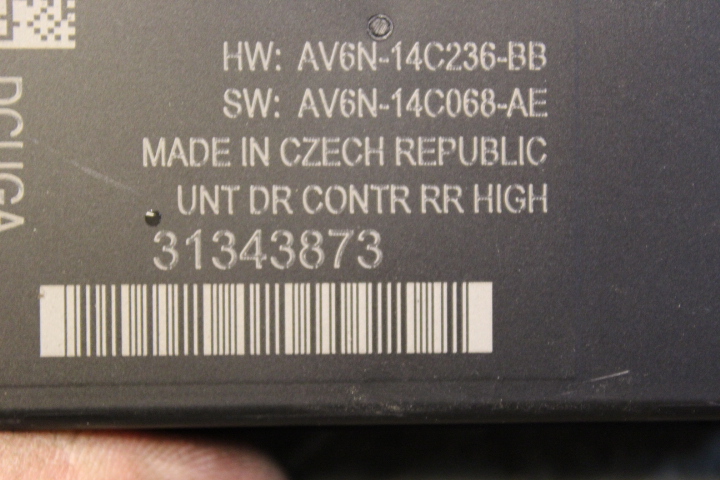 HW: AV6N-14C236-BB
SW: AV6N-14C068-AE
MADE IN CZECH REPUBLIC
UNT DR CONTR RR HIGH
31343873